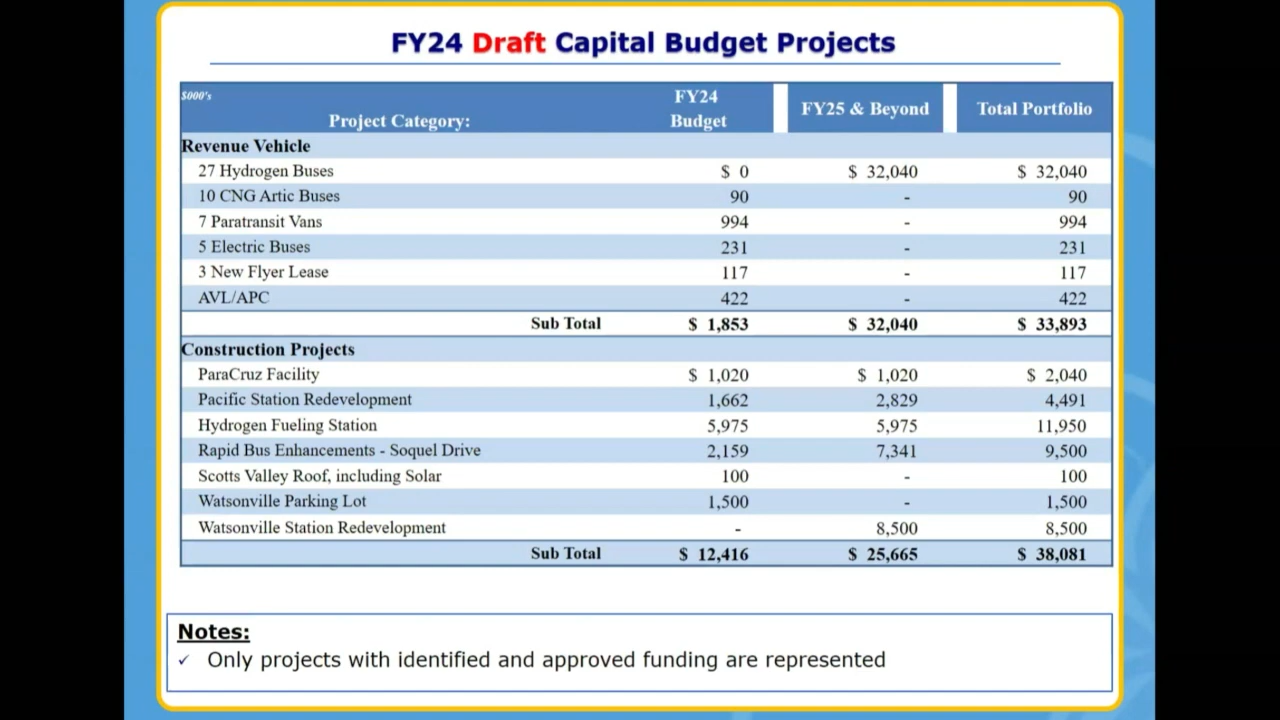 FY24 Draft Capital Budget Projects
$000's
Project Category: FY24 Budget FY25 & Beyond Total Portfolio
Revenue Vehicle
27 Hydrogen Buses $ 0 $ 32,040 $ 32,040
10 CNG Artic Buses 90 - 90
7 Paratransit Vans 994 - 994
5 Electric Buses 231 - 231
3 New Flyer Lease 117 - 117
AVL/APC 422 - 422
Sub Total $ 1,853 $ 32,040 $ 33,893
Construction Projects
ParaCruz Facility $ 1,020 $ 1,020 $ 2,040
Pacific Station Redevelopment 1,662 2,829 4,491
Hydrogen Fueling Station 5,975 5,975 11,950
Rapid Bus Enhancements - Soquel Drive 2,159 7,341 9,500
Scotts Valley Roof, including Solar 100 - 100
Watsonville Parking Lot 1,500 - 1,500
Watsonville Station Redevelopment - 8,500 8,500
Sub Total $ 12,416 $ 25,665 $ 38,081
Notes:
✓ Only projects with identified and approved funding are represented